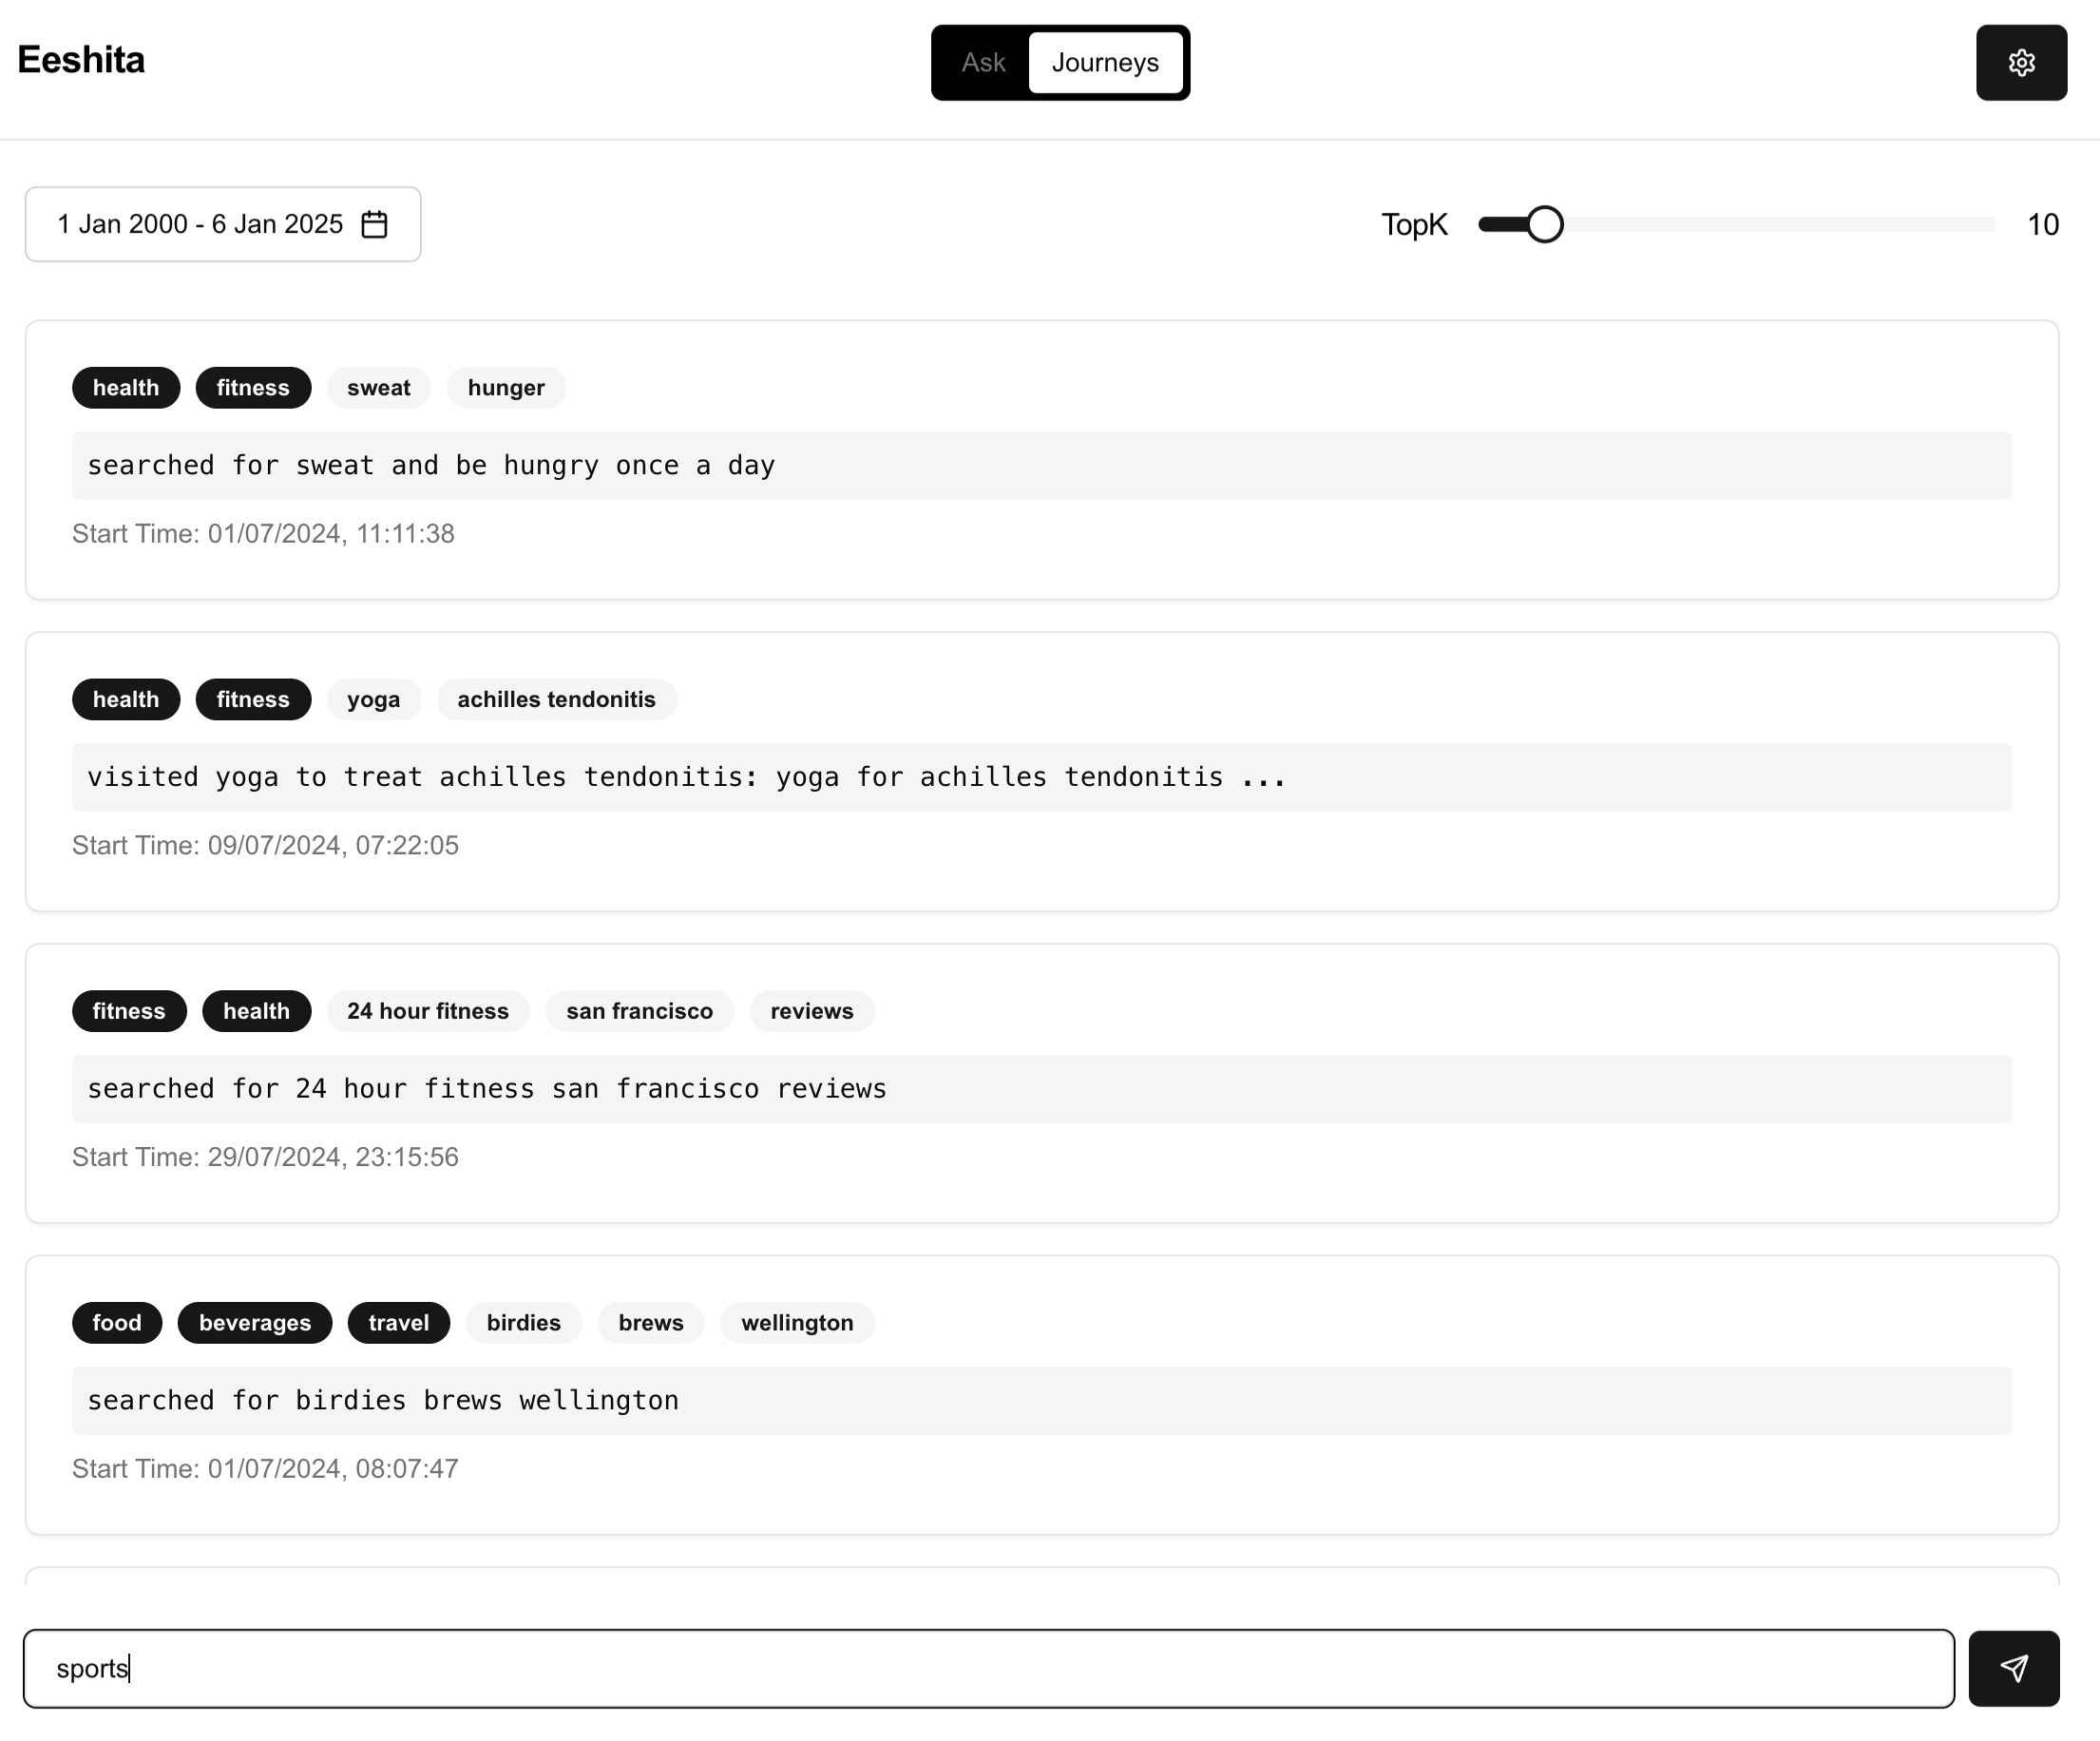 Eeshita
Ask Journeys
1 Jan 2000 - 6 Jan 2025
TopK 10
health fitness sweat hunger
searched for sweat and be hungry once a day
Start Time: 01/07/2024, 11:11:38
health fitness yoga achilles tendonitis
visited yoga to treat achilles tendonitis: yoga for achilles tendonitis ...
Start Time: 09/07/2024, 07:22:05
fitness health 24 hour fitness san francisco reviews
searched for 24 hour fitness san francisco reviews
Start Time: 29/07/2024, 23:15:56
food beverages travel birdies brews wellington
searched for birdies brews wellington
Start Time: 01/07/2024, 08:07:47
sports